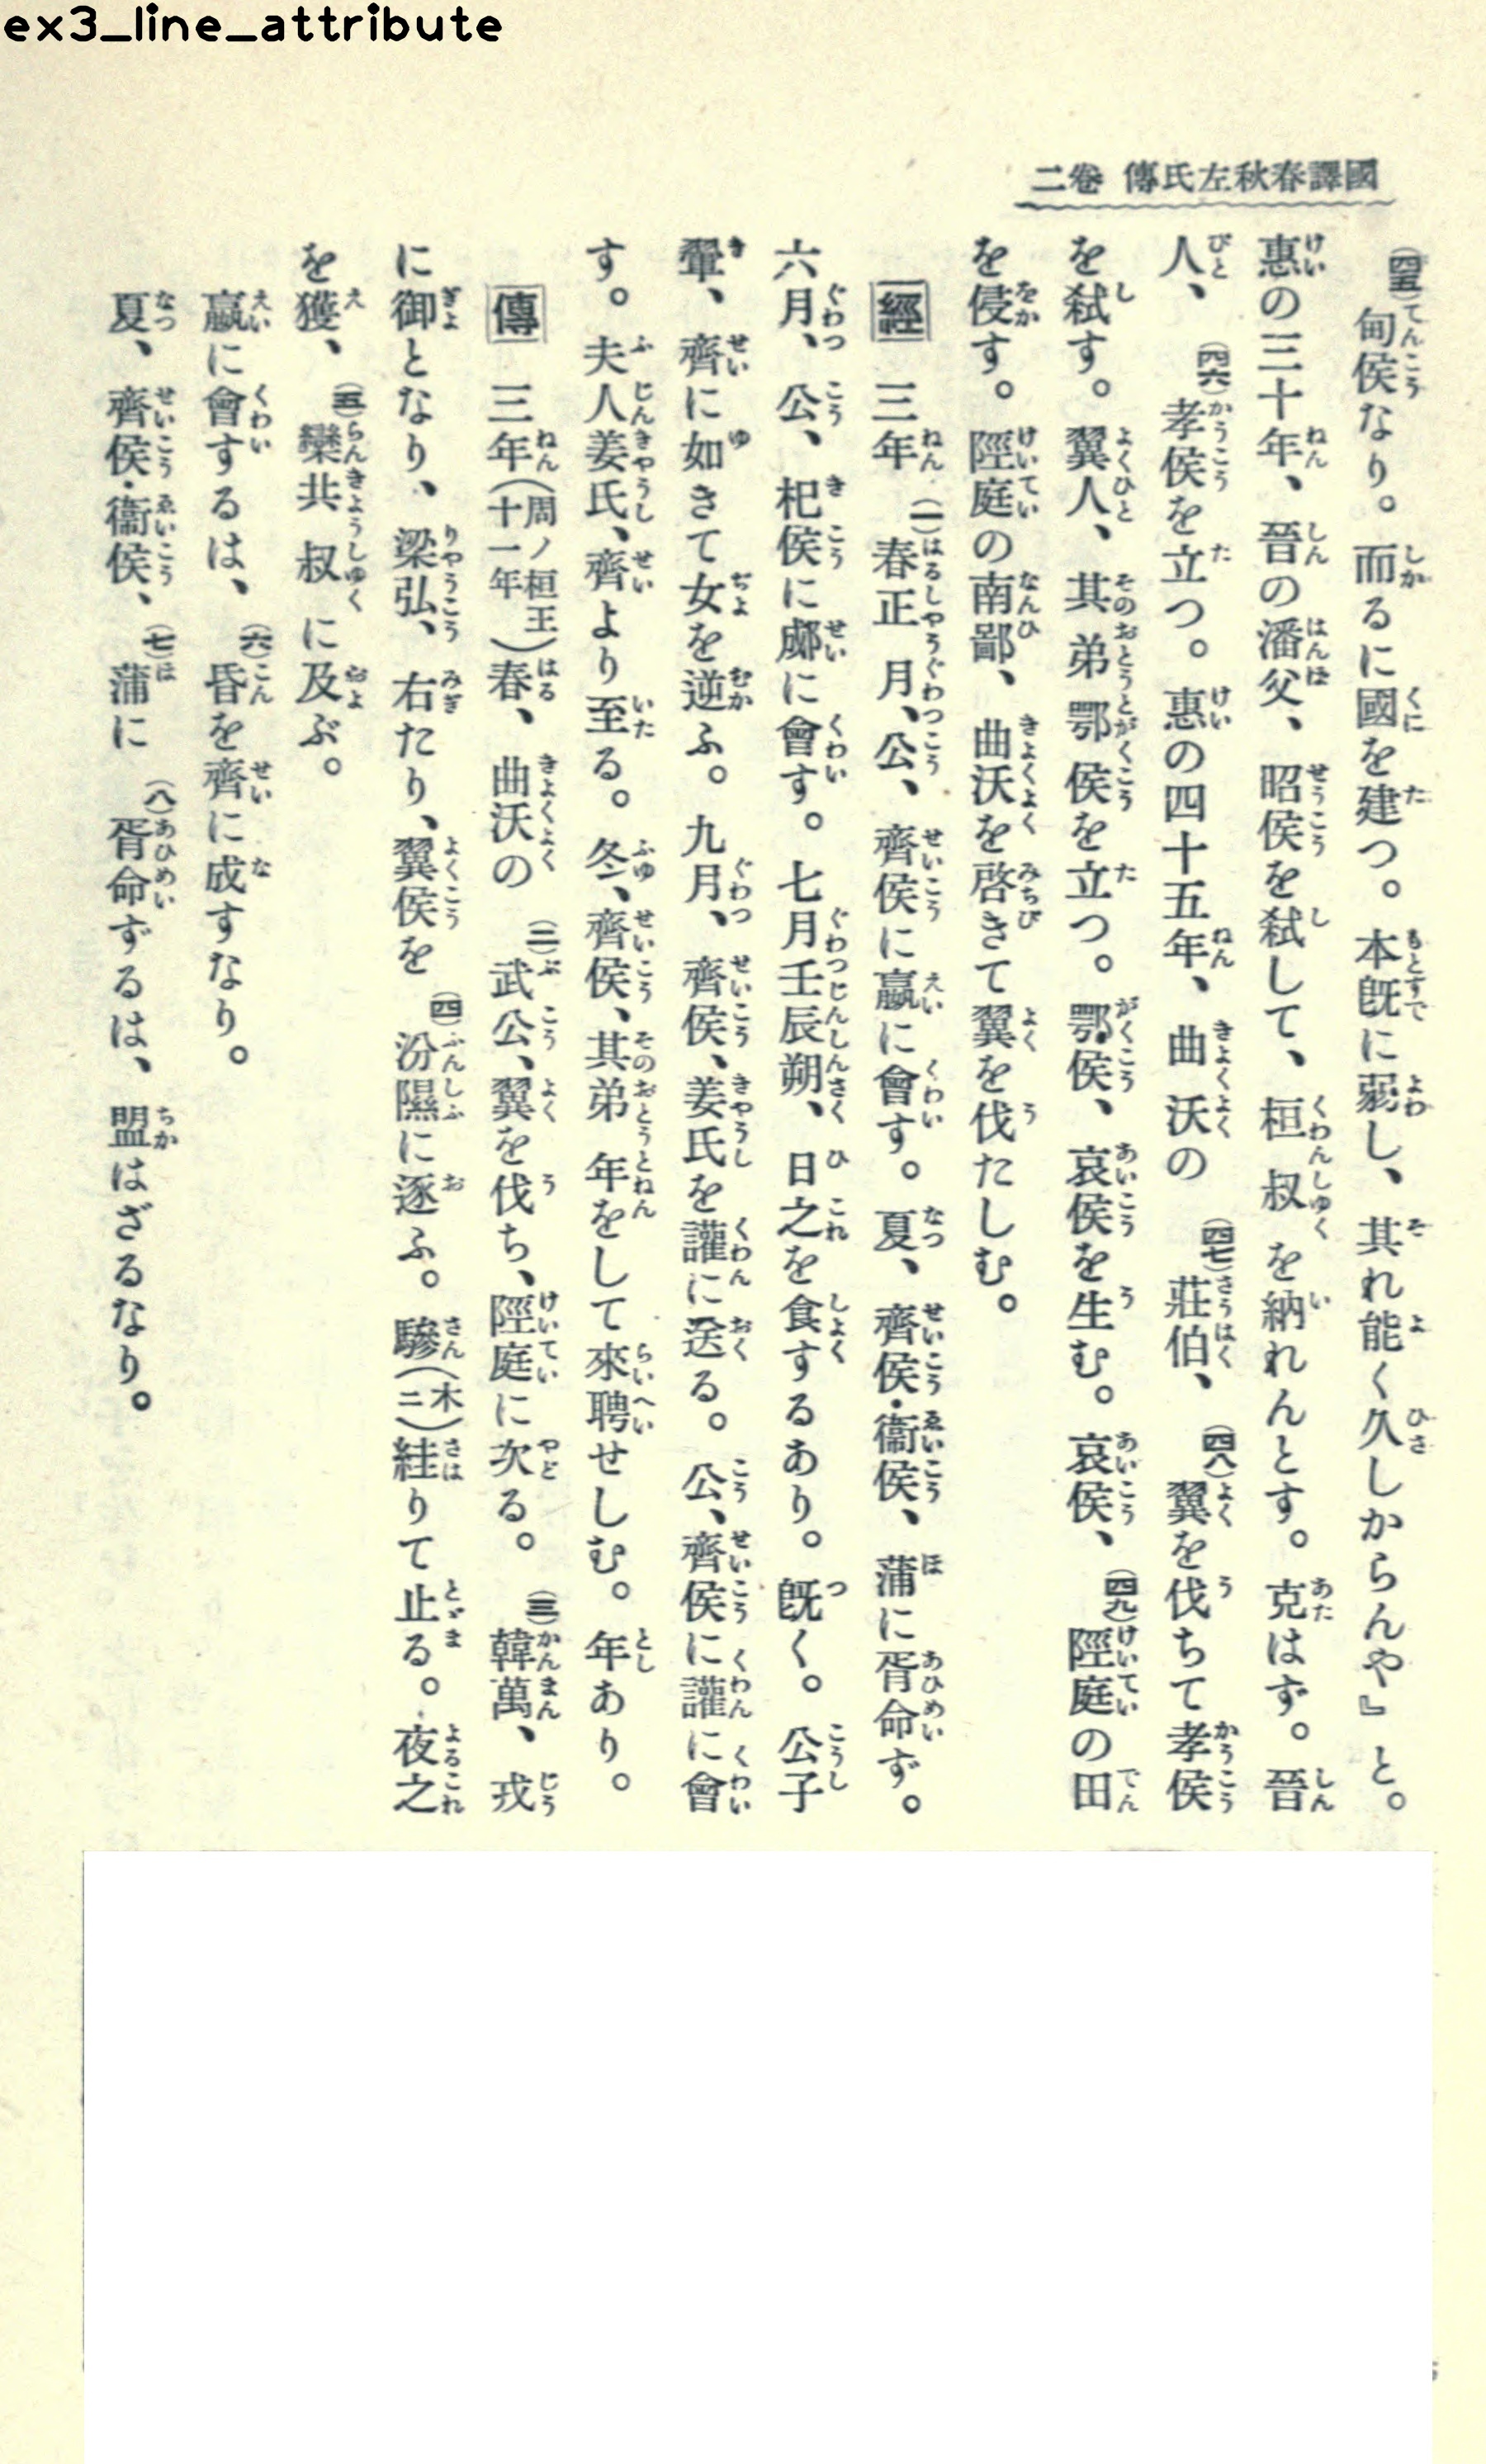 ex3_line_attribute
國譯春秋左氏傳 卷二
(四五)甸侯なり。而るに國を建つ。本既に弱し、其れ能く久しからんや』と。
惠の三十年、晉の潘父、昭侯を弑して、桓叔を納れんとす。克はず。晉
人、(四六)孝侯を立つ。惠の四十五年、曲沃の(四七)莊伯、(四八)翼を伐ちて孝侯
を弑す。翼人、其弟鄂侯を立つ。鄂侯、哀侯を生む。哀侯、(四九)陘庭の田
を侵す。陘庭の南鄙、曲沃を啓きて翼を伐たしむ。
經 三年(一)春正月、公、齊侯に嬴に會す。夏、齊侯・衞侯、蒲に胥命ず。
六月、公、杞侯に郕に會す。七月壬辰朔、日之を食するあり。既く。公子
翬、齊に如きて女を逆ふ。九月、齊侯、姜氏を讙に送る。公、齊侯に讙に會
す。夫人姜氏、齊より至る。冬、齊侯、其弟年をして來聘せしむ。年あり。
傳 三年(周ノ桓王十一年)春、曲沃の(二)武公、翼を伐ち、陘庭に次る。(三)韓萬、戎
に御となり、梁弘、右たり、翼侯を(四)汾隰に逐ふ。驂(木ニ)絓りて止る。夜之
を獲、(五)欒共叔に及ぶ。
嬴に會するは、(六)昏を齊に成すなり。
夏、齊侯・衞侯、(七)蒲に(八)胥命ずるは、盟はざるなり。